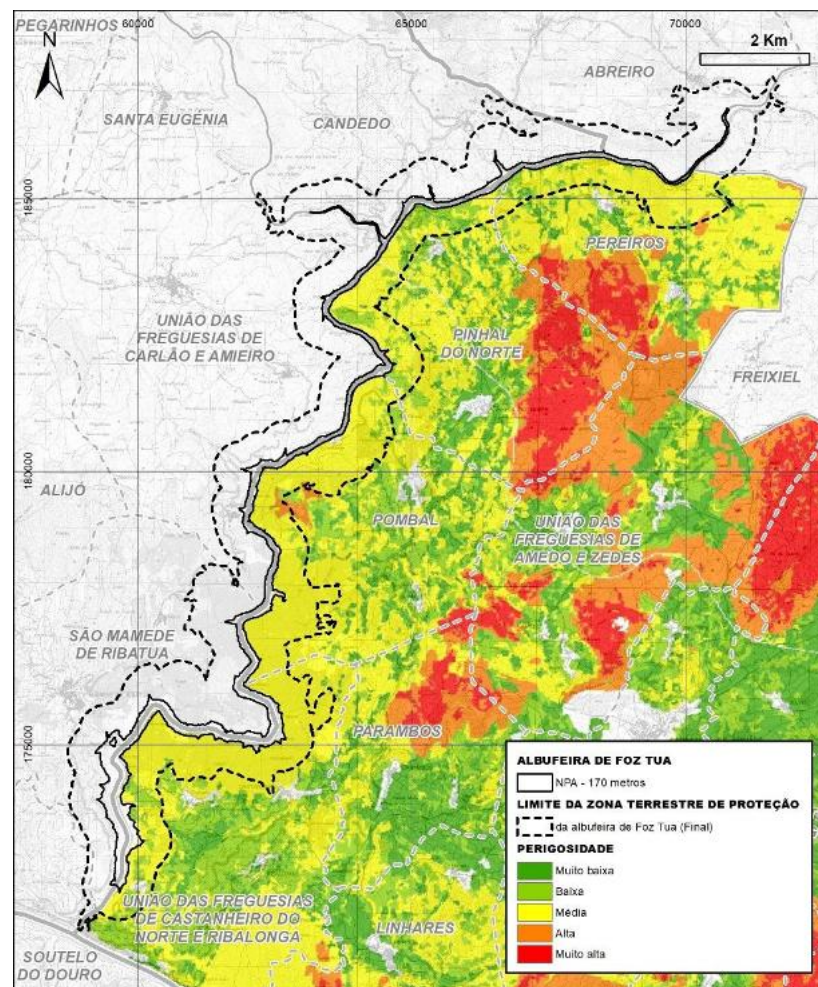 PEGARINHOS
60000
65000
70000
N
2 Km
ABREIRO
SANTA EUGÉNIA
CANDEDO
185000
PEREIROS
UNIÃO DAS
FREGUESIAS DE
CARLÃO E AMIEIRO
PINHAL
DO NORTE
FREIXIEL
180000
ALIJÓ
POMBAL
UNIÃO DAS
FREGUESIAS DE
AMEDO E ZEDES
SÃO MAMEDE
DE RIBATUA
175000
PARAMBOS
ALBUFEIRA DE FOZ TUA
NPA - 170 metros
LIMITE DA ZONA TERRESTRE DE PROTEÇÃO
da albufeira de Foz Tua (Final)
PERIGOSIDADE
Muito baixa
Baixa
Média
Alta
Muito alta
UNIÃO DAS FREGUESIAS
DE CASTANHEIRO DO
NORTE E RIBALONGA
LINHARES
SOUTELO
DO DOURO